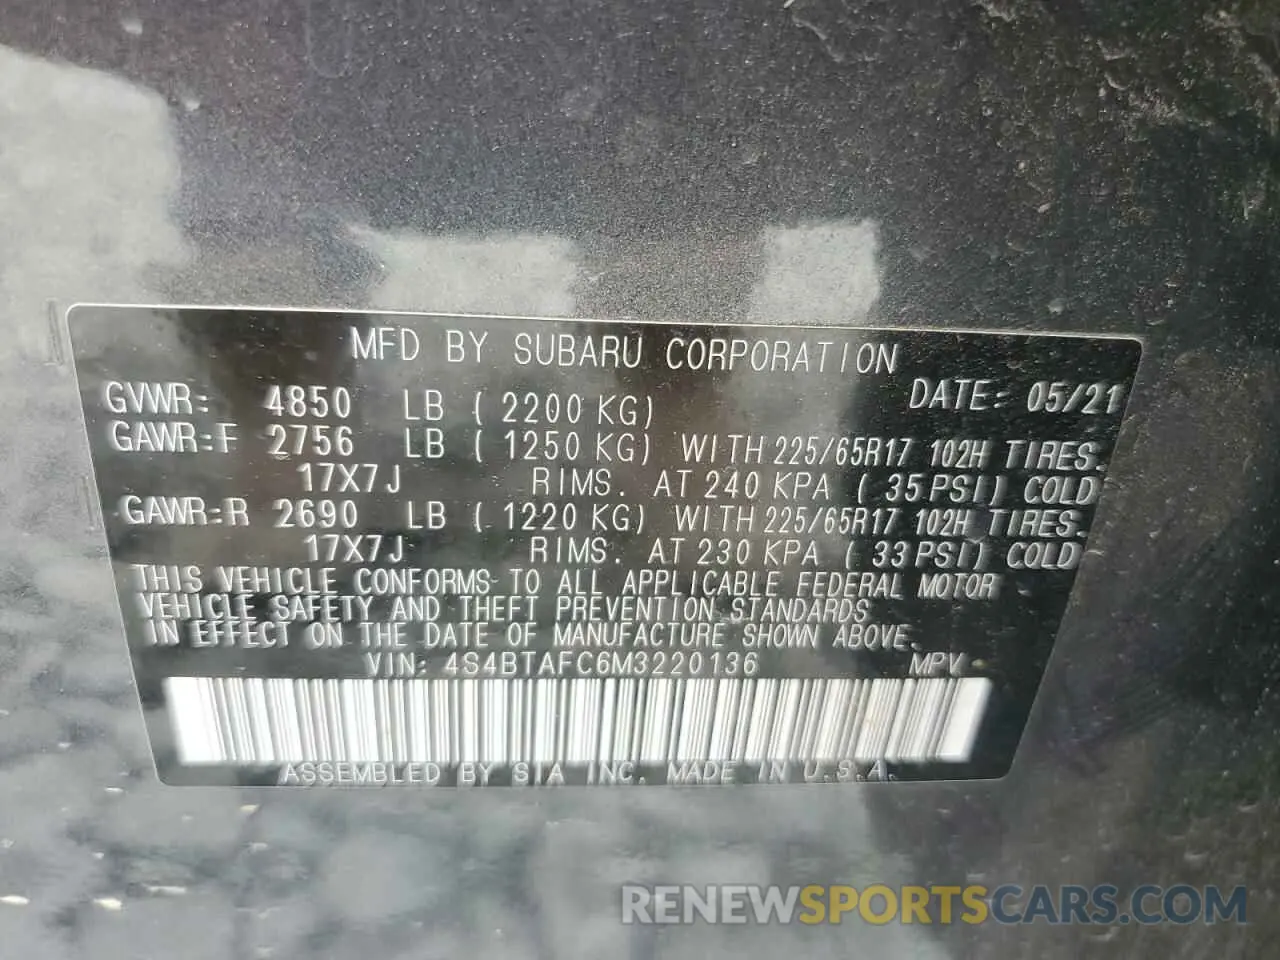 MFD BY SUBARU CORPORATION
GVWR: 4850 LB ( 2200 KG) DATE: 05/21
GAWR:F 2756 LB ( 1250 KG) WITH 225/65R17 102H TIRES.
17X7J RIMS. AT 240 KPA ( 35 PSI) COLD
GAWR:R 2690 LB ( 1220 KG) WITH 225/65R17 102H TIRES.
17X7J RIMS. AT 230 KPA ( 33 PSI) COLD
THIS VEHICLE CONFORMS TO ALL APPLICABLE FEDERAL MOTOR
VEHICLE SAFETY AND THEFT PREVENTION STANDARDS
IN EFFECT ON THE DATE OF MANUFACTURE SHOWN ABOVE.
VIN: 4S4BTAFC6M3220136 MPV
ASSEMBLED BY SIA INC. MADE IN U.S.A.
RENEWSPORTSCARS.COM